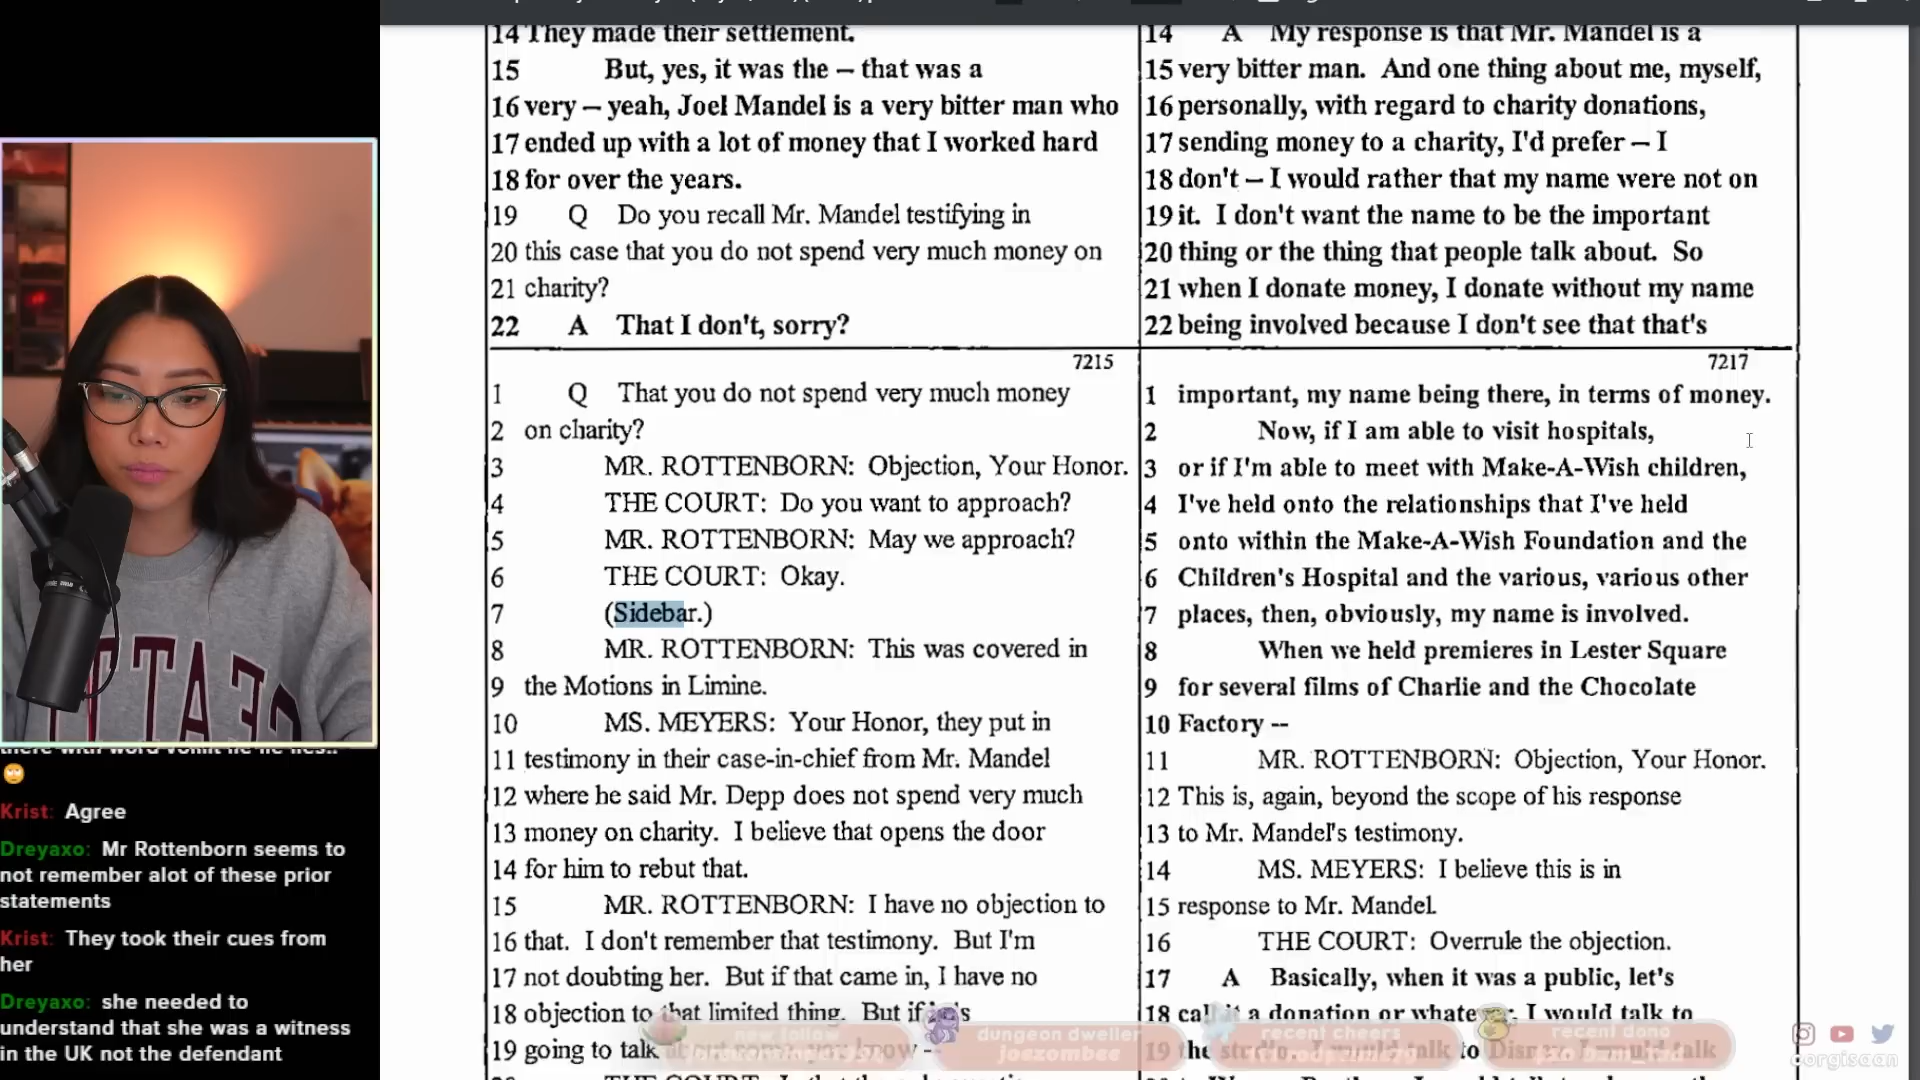 14 They made their settlement.
15 But, yes, it was the – that was a
16 very – yeah, Joel Mandel is a very bitter man who
17 ended up with a lot of money that I worked hard
18 for over the years.
19 Q Do you recall Mr. Mandel testifying in
20 this case that you do not spend very much money on
21 charity?
22 A That I don't, sorry?
7215
1 Q That you do not spend very much money
2 on charity?
3 MR. ROTTENBORN: Objection, Your Honor.
4 THE COURT: Do you want to approach?
5 MR. ROTTENBORN: May we approach?
6 THE COURT: Okay.
7 (Sidebar.)
8 MR. ROTTENBORN: This was covered in
9 the Motions in Limine.
10 MS. MEYERS: Your Honor, they put in
11 testimony in their case-in-chief from Mr. Mandel
12 where he said Mr. Depp does not spend very much
13 money on charity. I believe that opens the door
14 for him to rebut that.
15 MR. ROTTENBORN: I have no objection to
16 that. I don't remember that testimony. But I'm
17 not doubting her. But if that came in, I have no
18 objection to that limited thing. But if he's
19 going to talk
14 A My response is that Mr. Mandel is a
15 very bitter man. And one thing about me, myself,
16 personally, with regard to charity donations,
17 sending money to a charity, I'd prefer – I
18 don't – I would rather that my name were not on
19 it. I don't want the name to be the important
20 thing or the thing that people talk about. So
21 when I donate money, I donate without my name
22 being involved because I don't see that that's
7217
1 important, my name being there, in terms of money.
2 Now, if I am able to visit hospitals,
3 or if I'm able to meet with Make-A-Wish children,
4 I've held onto the relationships that I've held
5 onto within the Make-A-Wish Foundation and the
6 Children's Hospital and the various, various other
7 places, then, obviously, my name is involved.
8 When we held premieres in Lester Square
9 for several films of Charlie and the Chocolate
10 Factory --
11 MR. ROTTENBORN: Objection, Your Honor.
12 This is, again, beyond the scope of his response
13 to Mr. Mandel's testimony.
14 MS. MEYERS: I believe this is in
15 response to Mr. Mandel.
16 THE COURT: Overrule the objection.
17 A Basically, when it was a public, let's
18 call it a donation or whatever, I would talk to
19 the studio. I would talk to Disney. I would talk
Krist: Agree
Dreyaxo: Mr Rottenborn seems to
not remember alot of these prior
statements
Krist: They took their cues from
her
Dreyaxo: she needed to
understand that she was a witness
in the UK not the defendant
new follow
dungeon dweller
joezombee
recent cheers
recent dono
corgisaan